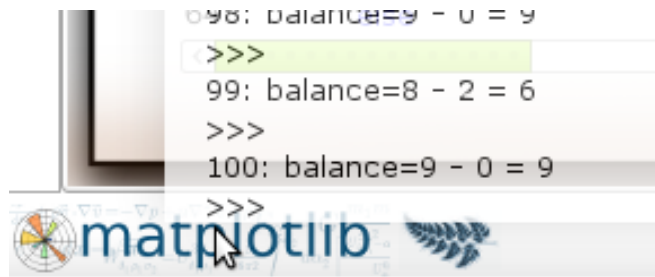 98: balance=9 - 0 = 9
>>>
99: balance=8 - 2 = 6
>>>
100: balance=9 - 0 = 9
>>>
matplotlib